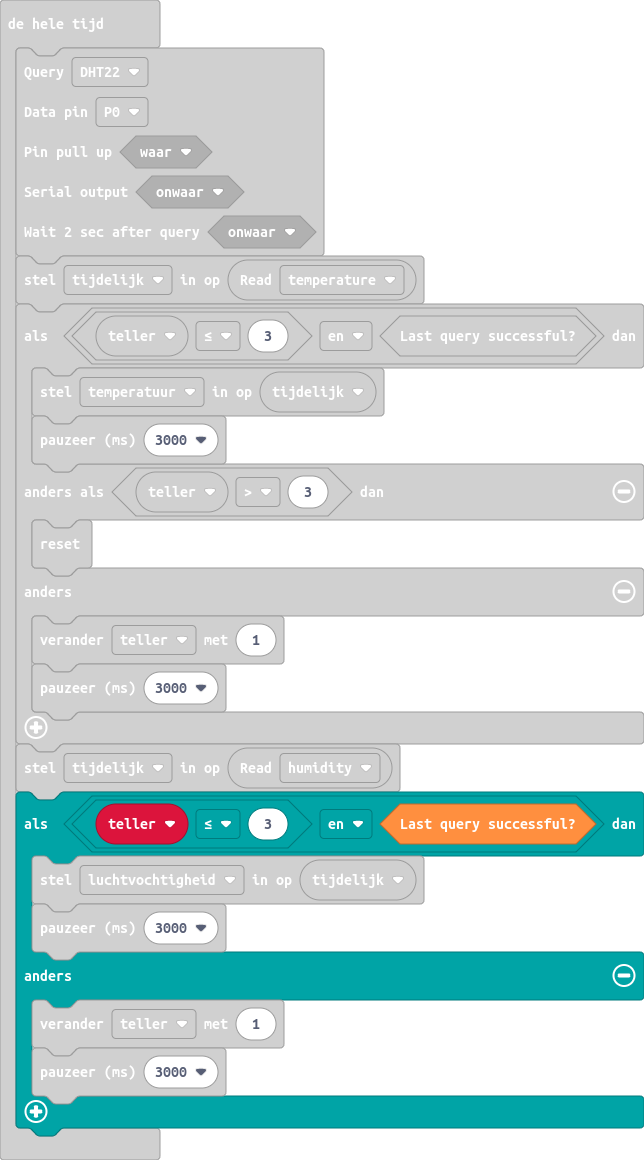 de hele tijd
Query DHT22
Data pin P0
Pin pull up waar
Serial output onwaar
Wait 2 sec after query onwaar
stel tijdelijk in op Read temperature
als teller ≤ 3 en Last query successful? dan
stel temperatuur in op tijdelijk
pauzeer (ms) 3000
anders als teller > 3 dan
reset
anders
verander teller met 1
pauzeer (ms) 3000
stel tijdelijk in op Read humidity
als teller ≤ 3 en Last query successful? dan
stel luchtvochtigheid in op tijdelijk
pauzeer (ms) 3000
anders
verander teller met 1
pauzeer (ms) 3000